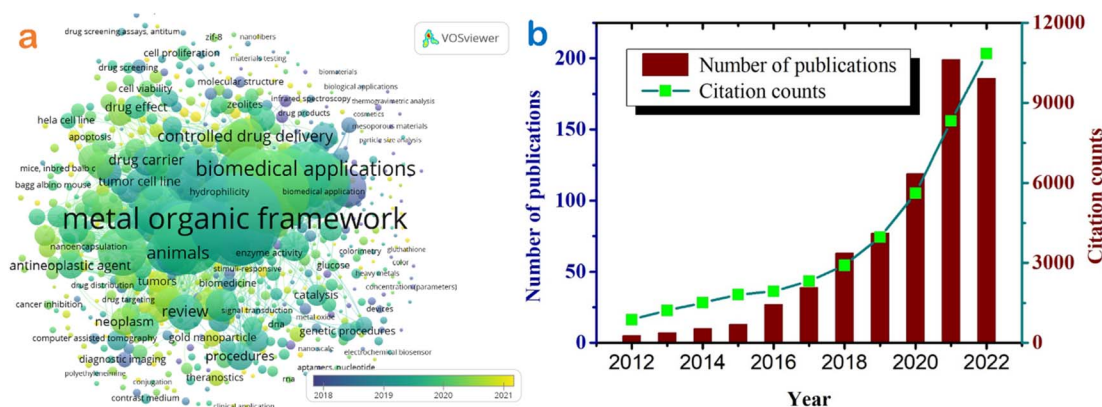 a
VOSviewer
drug screening assays, antitum
zif-8
nanofibers
cell proliferation
materials testing
drug screening
molecular structure
biomaterials
cell viability
biological applications
drug effect
zeolites
infrared spectroscopy
thermogravimetric analysis
drug products
cosmetics
hela cell line
controlled drug delivery
mesoporous materials
apoptosis
particle size analysis
drug carrier
biomedical applications
mice, inbred balb c
tumor cell line
bagg albino mouse
hydrophilicity
biomedical application
metal organic framework
nanoencapsulation
animals
enzyme activity
colorimetry
glutathione
color
antineoplastic agent
stimuli-responsive
glucose
heavy metals
tumors
biomedicine
drug distribution
concentration(parameters)
drug targeting
catalysis
cancer inhibition
review
signal transduction
devices
neoplasm
dna
metal oxide
gold nanoparticle
genetic procedures
computer assisted tomography
procedures
nanoscale
electrochemical biosensor
diagnostic imaging
aptamers, nucleotide
polyethylenimine
theranostics
rna
conjugation
contrast medium
clinical application
2018 2019 2020 2021
b
200
150
100
50
0
Number of publications
Number of publications
Citation counts
12000
9000
6000
3000
0
Citation counts
2012 2014 2016 2018 2020 2022
Year